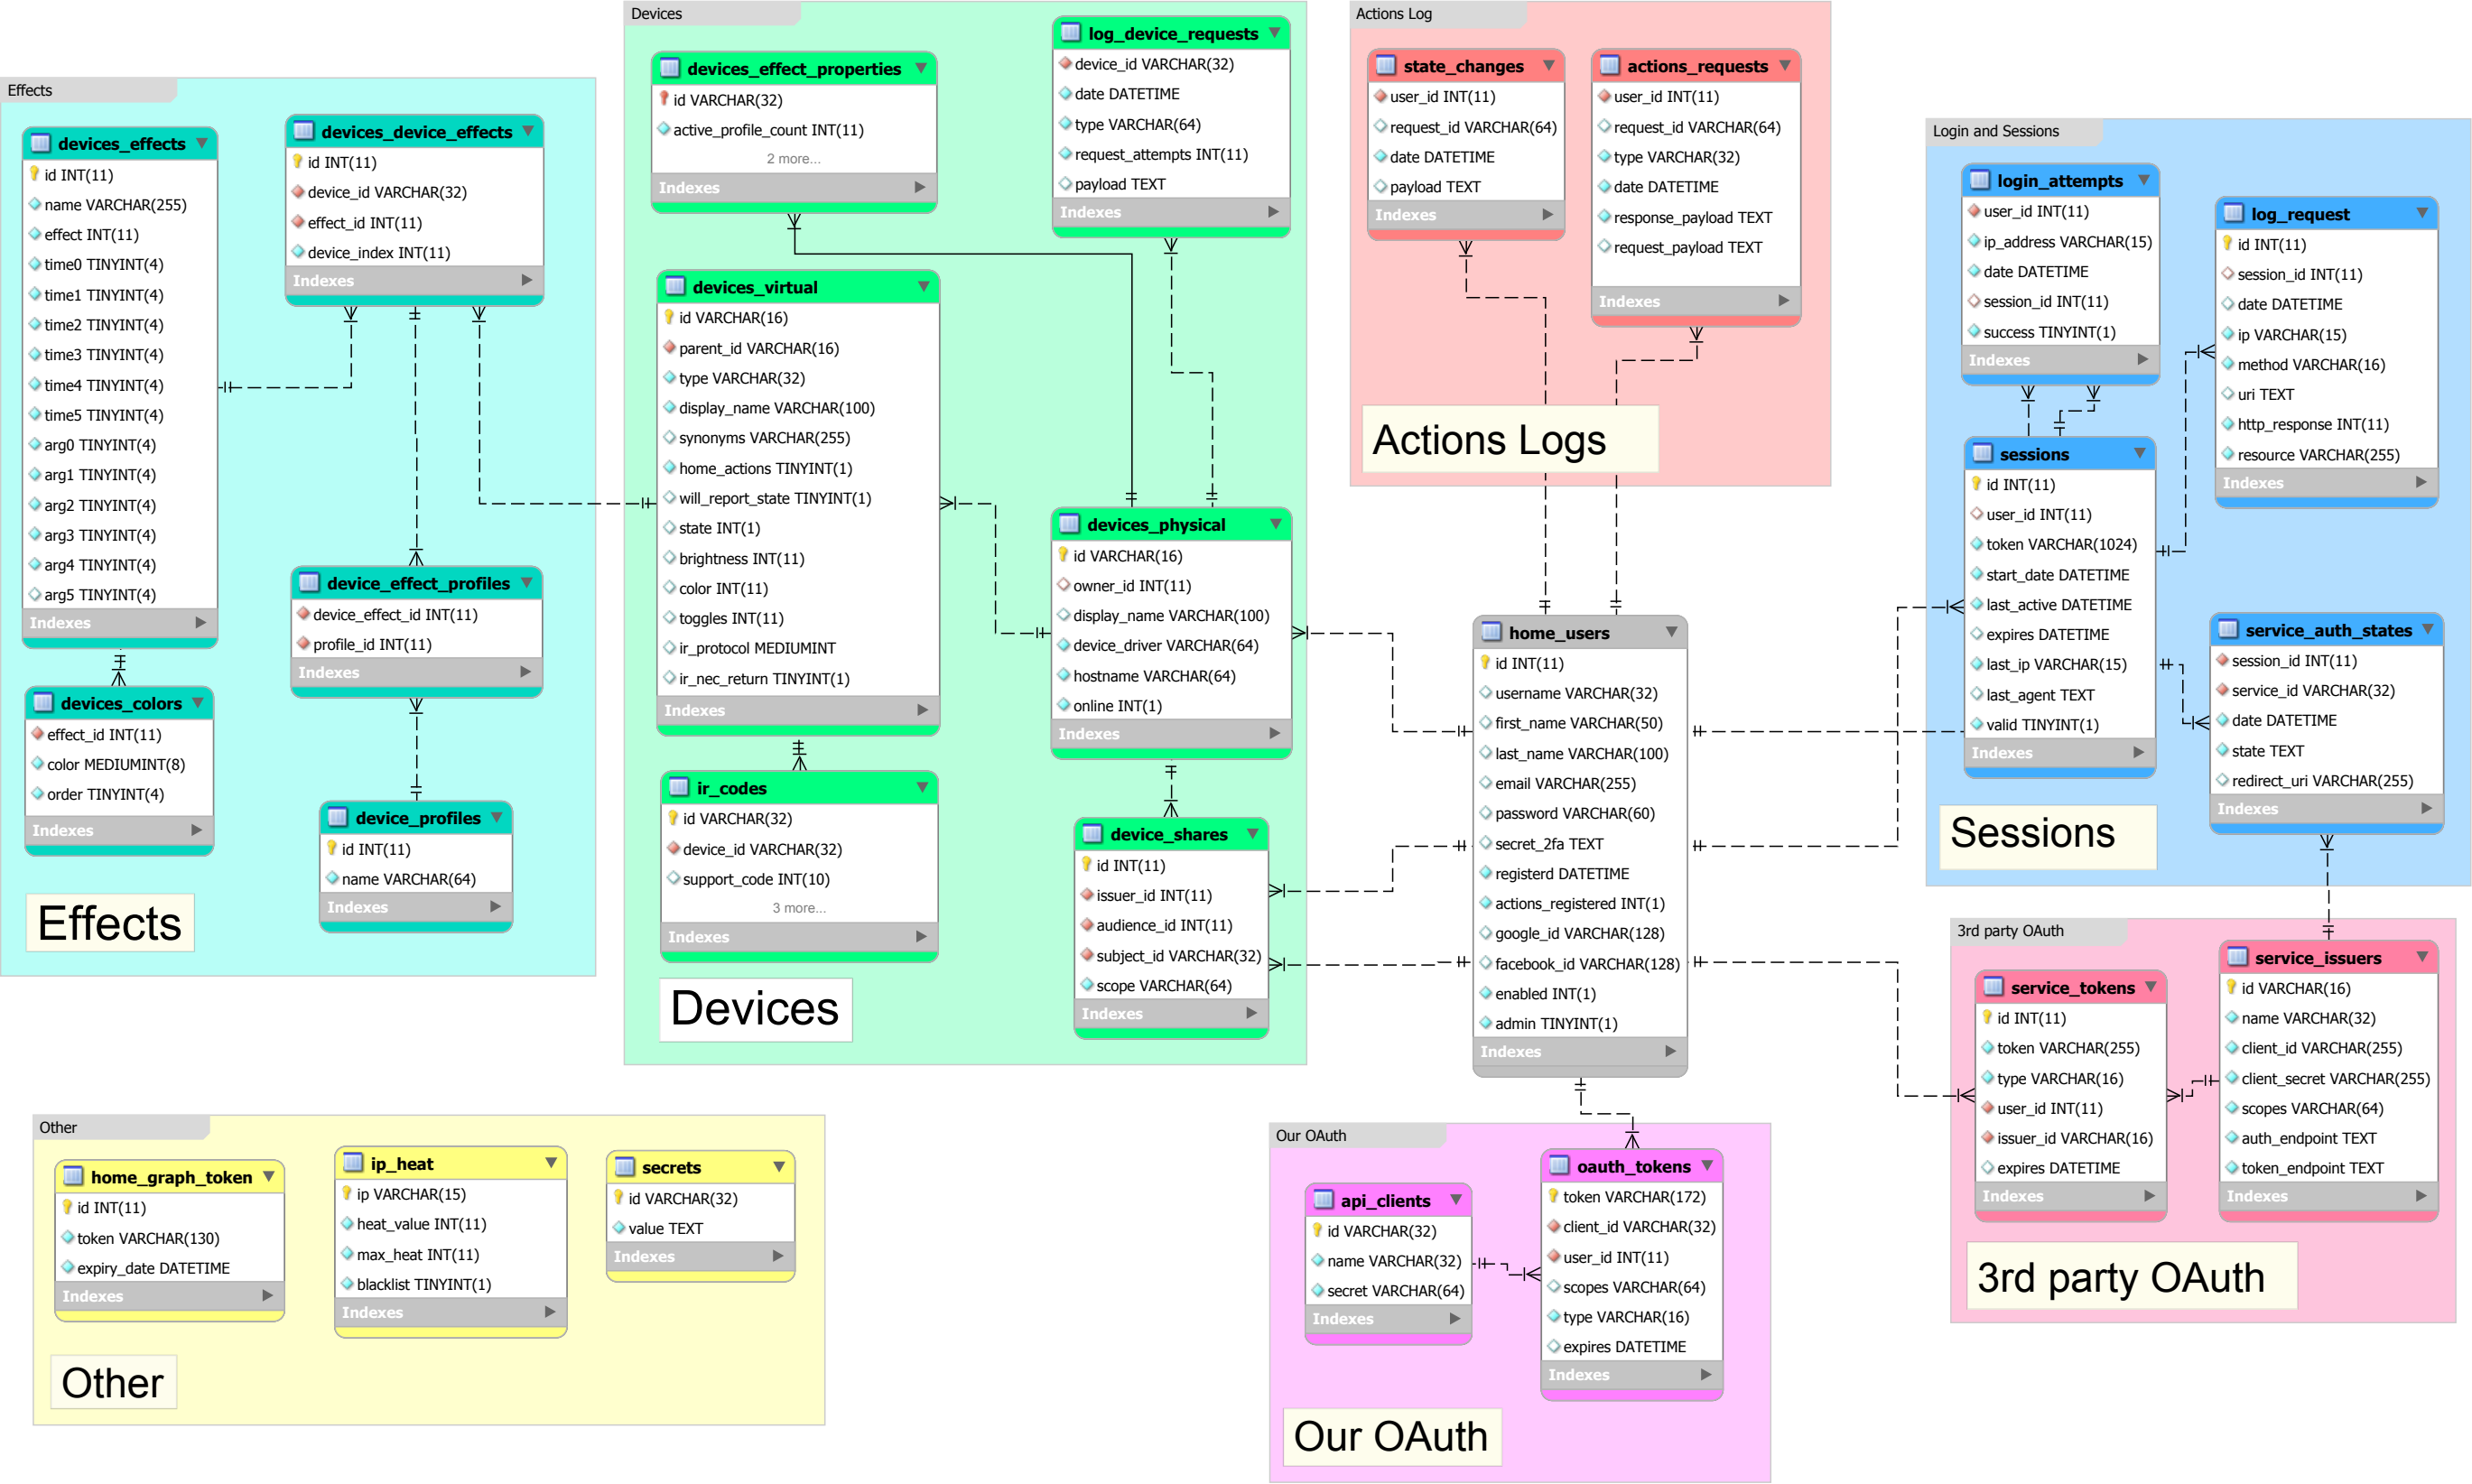 Effects
devices_effects
id INT(11)
name VARCHAR(255)
effect INT(11)
time0 TINYINT(4)
time1 TINYINT(4)
time2 TINYINT(4)
time3 TINYINT(4)
time4 TINYINT(4)
time5 TINYINT(4)
arg0 TINYINT(4)
arg1 TINYINT(4)
arg2 TINYINT(4)
arg3 TINYINT(4)
arg4 TINYINT(4)
arg5 TINYINT(4)
Indexes
devices_device_effects
id INT(11)
device_id VARCHAR(32)
effect_id INT(11)
device_index INT(11)
Indexes
device_effect_profiles
device_effect_id INT(11)
profile_id INT(11)
Indexes
devices_colors
effect_id INT(11)
color MEDIUMINT(8)
order TINYINT(4)
Indexes
device_profiles
id INT(11)
name VARCHAR(64)
Indexes
Effects
Devices
devices_effect_properties
id VARCHAR(32)
active_profile_count INT(11)
2 more...
Indexes
log_device_requests
device_id VARCHAR(32)
date DATETIME
type VARCHAR(64)
request_attempts INT(11)
payload TEXT
Indexes
devices_virtual
id VARCHAR(16)
parent_id VARCHAR(16)
type VARCHAR(32)
display_name VARCHAR(100)
synonyms VARCHAR(255)
home_actions TINYINT(1)
will_report_state TINYINT(1)
state INT(1)
brightness INT(11)
color INT(11)
toggles INT(11)
ir_protocol MEDIUMINT
ir_nec_return TINYINT(1)
Indexes
devices_physical
id VARCHAR(16)
owner_id INT(11)
display_name VARCHAR(100)
device_driver VARCHAR(64)
hostname VARCHAR(64)
online INT(1)
Indexes
ir_codes
id VARCHAR(32)
device_id VARCHAR(32)
support_code INT(10)
3 more...
Indexes
device_shares
id INT(11)
issuer_id INT(11)
audience_id INT(11)
subject_id VARCHAR(32)
scope VARCHAR(64)
Indexes
Devices
Actions Log
state_changes
user_id INT(11)
request_id VARCHAR(64)
date DATETIME
payload TEXT
Indexes
actions_requests
user_id INT(11)
request_id VARCHAR(64)
type VARCHAR(32)
date DATETIME
response_payload TEXT
request_payload TEXT
Indexes
Actions Logs
home_users
id INT(11)
username VARCHAR(32)
first_name VARCHAR(50)
last_name VARCHAR(100)
email VARCHAR(255)
password VARCHAR(60)
secret_2fa TEXT
registerd DATETIME
actions_registered INT(1)
google_id VARCHAR(128)
facebook_id VARCHAR(128)
enabled INT(1)
admin TINYINT(1)
Indexes
Login and Sessions
login_attempts
user_id INT(11)
ip_address VARCHAR(15)
date DATETIME
session_id INT(11)
success TINYINT(1)
Indexes
log_request
id INT(11)
session_id INT(11)
date DATETIME
ip VARCHAR(15)
method VARCHAR(16)
uri TEXT
http_response INT(11)
resource VARCHAR(255)
Indexes
sessions
id INT(11)
user_id INT(11)
token VARCHAR(1024)
start_date DATETIME
last_active DATETIME
expires DATETIME
last_ip VARCHAR(15)
last_agent TEXT
valid TINYINT(1)
Indexes
service_auth_states
session_id INT(11)
service_id VARCHAR(32)
date DATETIME
state TEXT
redirect_uri VARCHAR(255)
Indexes
Sessions
3rd party OAuth
service_tokens
id INT(11)
token VARCHAR(255)
type VARCHAR(16)
user_id INT(11)
issuer_id VARCHAR(16)
expires DATETIME
Indexes
service_issuers
id VARCHAR(16)
name VARCHAR(32)
client_id VARCHAR(255)
client_secret VARCHAR(255)
scopes VARCHAR(64)
auth_endpoint TEXT
token_endpoint TEXT
Indexes
3rd party OAuth
Other
home_graph_token
id INT(11)
token VARCHAR(130)
expiry_date DATETIME
Indexes
ip_heat
ip VARCHAR(15)
heat_value INT(11)
max_heat INT(11)
blacklist TINYINT(1)
Indexes
secrets
id VARCHAR(32)
value TEXT
Indexes
Other
Our OAuth
api_clients
id VARCHAR(32)
name VARCHAR(32)
secret VARCHAR(64)
Indexes
oauth_tokens
token VARCHAR(172)
client_id VARCHAR(32)
user_id INT(11)
scopes VARCHAR(64)
type VARCHAR(16)
expires DATETIME
Indexes
Our OAuth